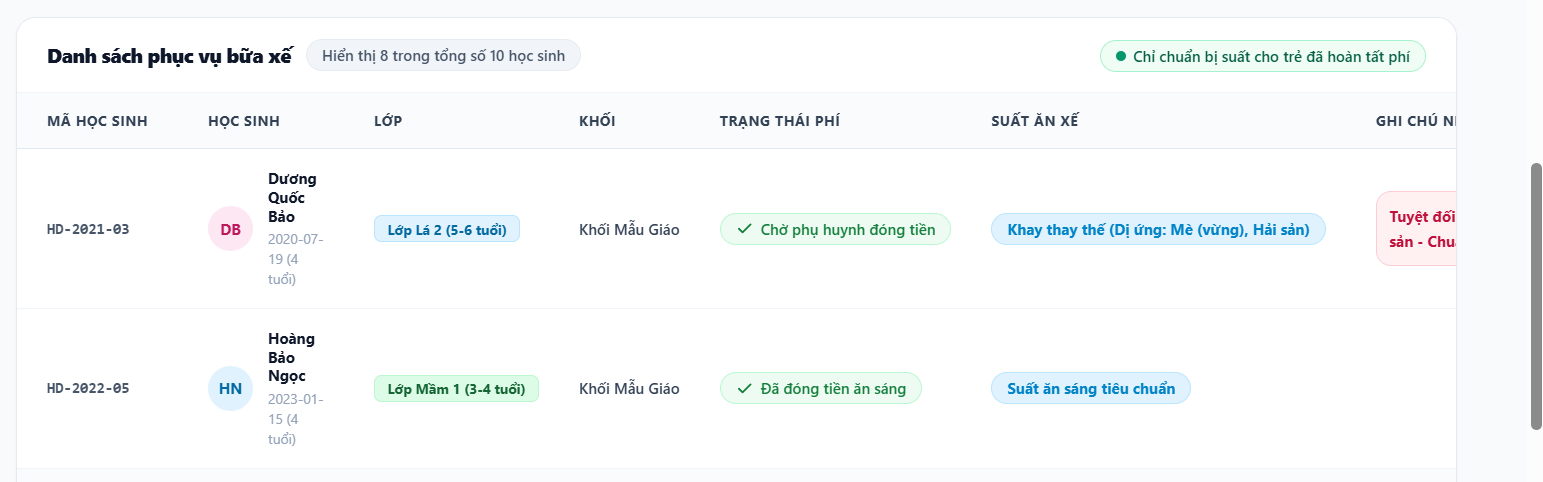 Danh sách phục vụ bữa xế
Hiển thị 8 trong tổng số 10 học sinh
Chỉ chuẩn bị suất cho trẻ đã hoàn tất phí
MÃ HỌC SINH
HỌC SINH
LỚP
KHỐI
TRẠNG THÁI PHÍ
SUẤT ĂN XẾ
GHI CHÚ
HD-2021-03
DB
Dương
Quốc
Bảo
2020-07-
19 (4
tuổi)
Lớp Lá 2 (5-6 tuổi)
Khối Mẫu Giáo
Chờ phụ huynh đóng tiền
Khay thay thế (Dị ứng: Mè (vừng), Hải sản)
Tuyệt đối
sản - 
HD-2022-05
HN
Hoàng
Bảo
Ngọc
2023-01-
15 (4
tuổi)
Lớp Mầm 1 (3-4 tuổi)
Khối Mẫu Giáo
Đã đóng tiền ăn sáng
Suất ăn sáng tiêu chuẩn